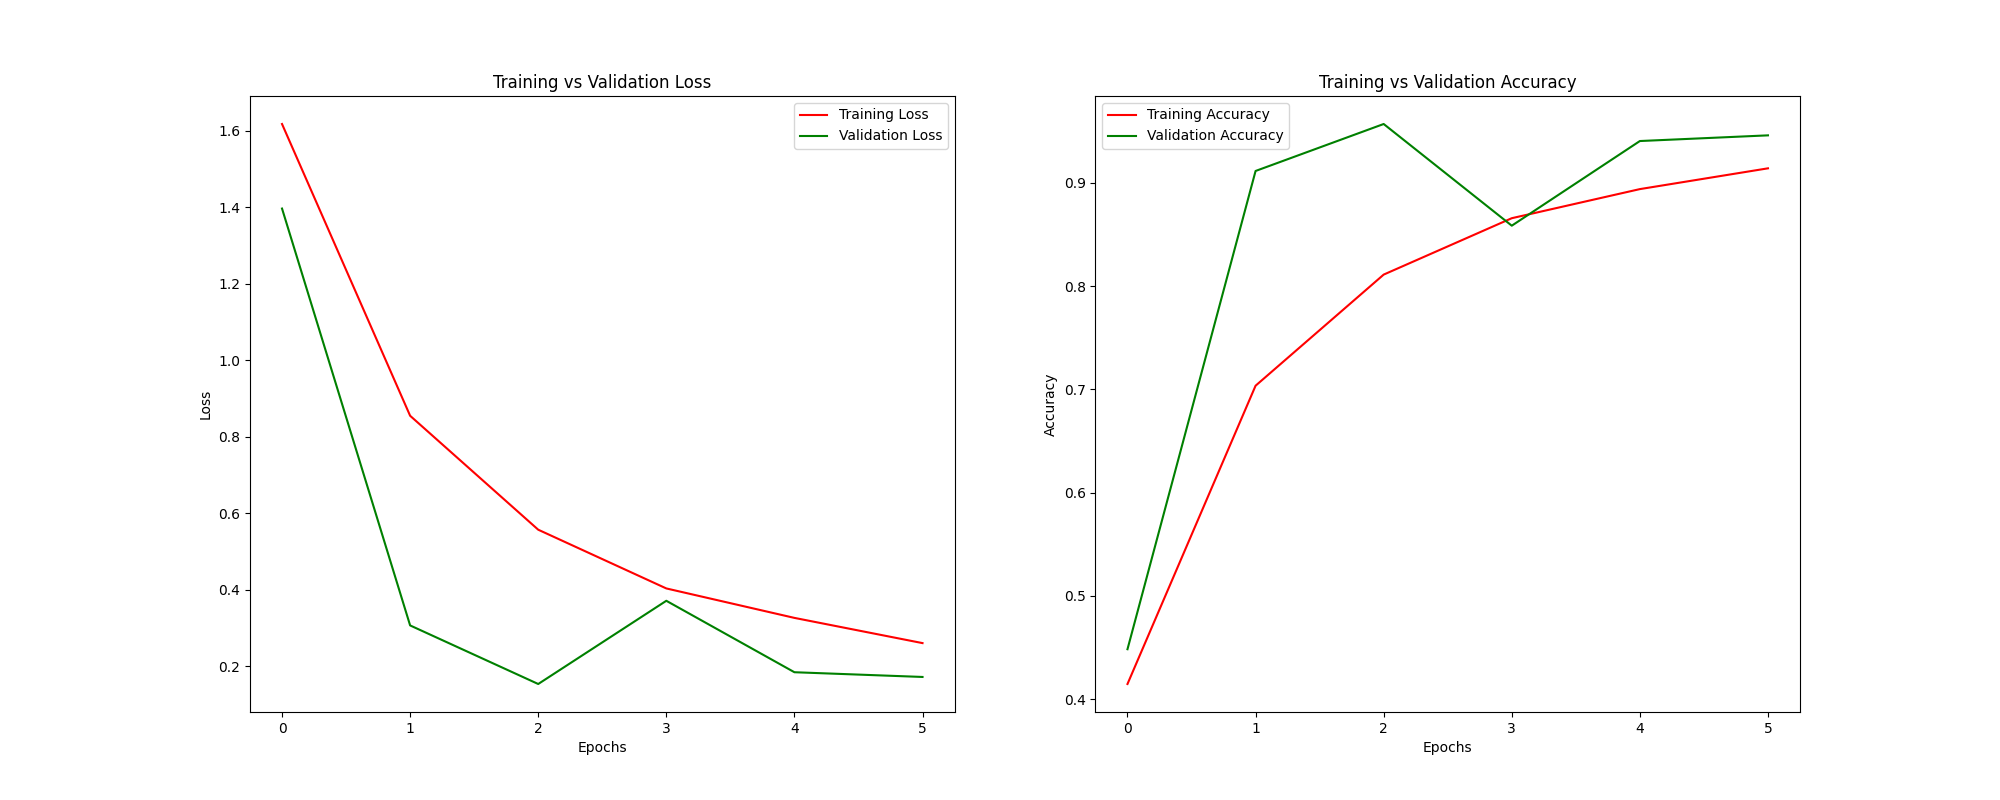 Training vs Validation Loss
Training Loss
Validation Loss
1.6
1.4
1.2
1.0
0.8
0.6
0.4
0.2
Loss
0 1 2 3 4 5
Epochs
Training vs Validation Accuracy
Training Accuracy
Validation Accuracy
0.9
0.8
0.7
0.6
0.5
0.4
Accuracy
0 1 2 3 4 5
Epochs